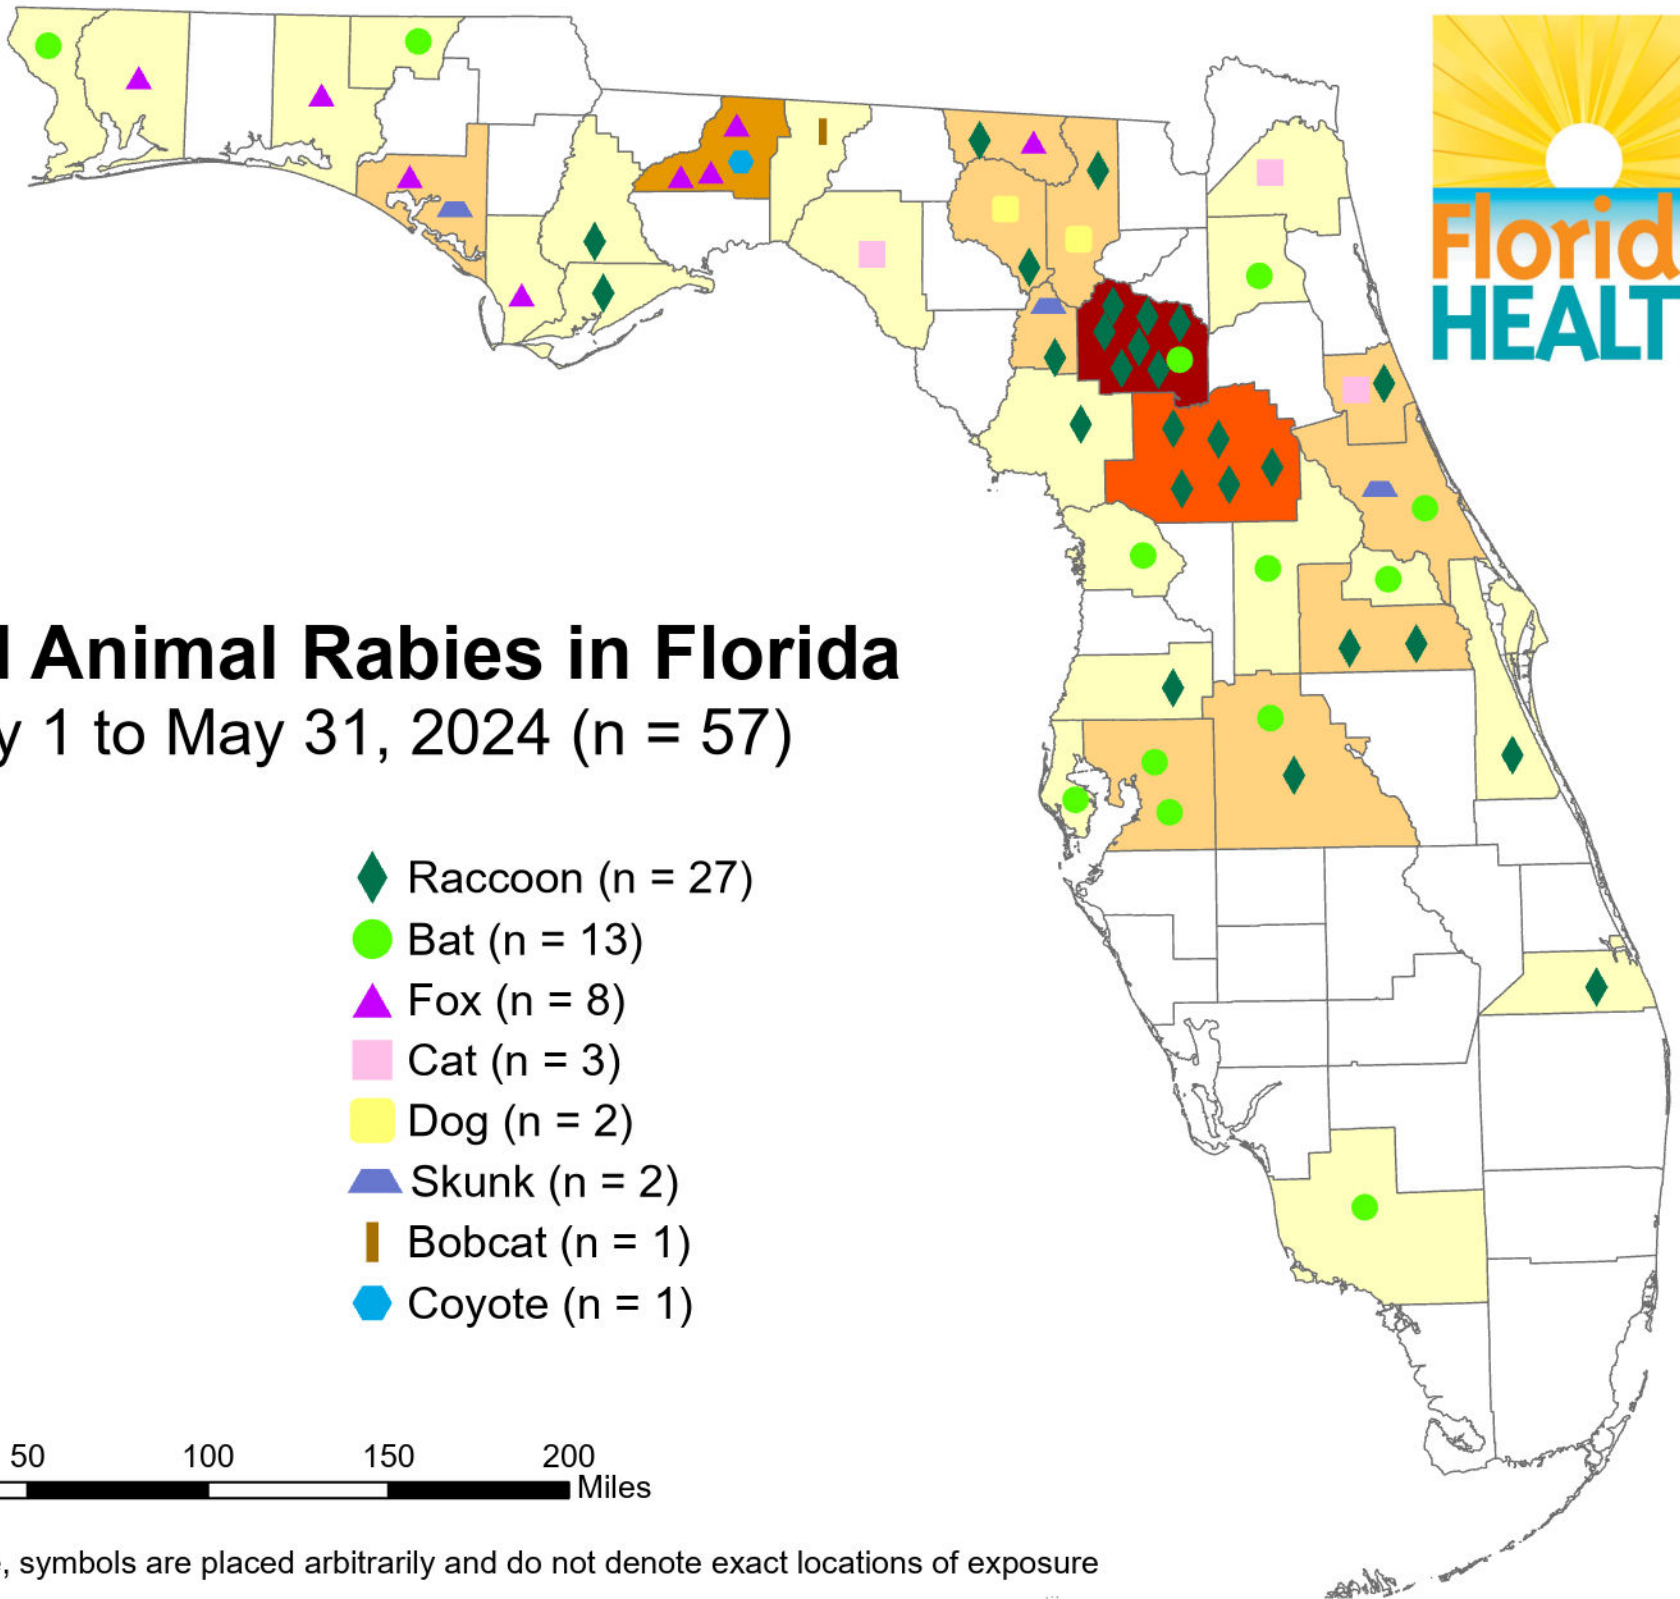 Florid
HEALT
l Animal Rabies in Florida
y 1 to May 31, 2024 (n = 57)
Raccoon (n = 27)
Bat (n = 13)
Fox (n = 8)
Cat (n = 3)
Dog (n = 2)
Skunk (n = 2)
Bobcat (n = 1)
Coyote (n = 1)
50 100 150 200
Miles
, symbols are placed arbitrarily and do not denote exact locations of exposure